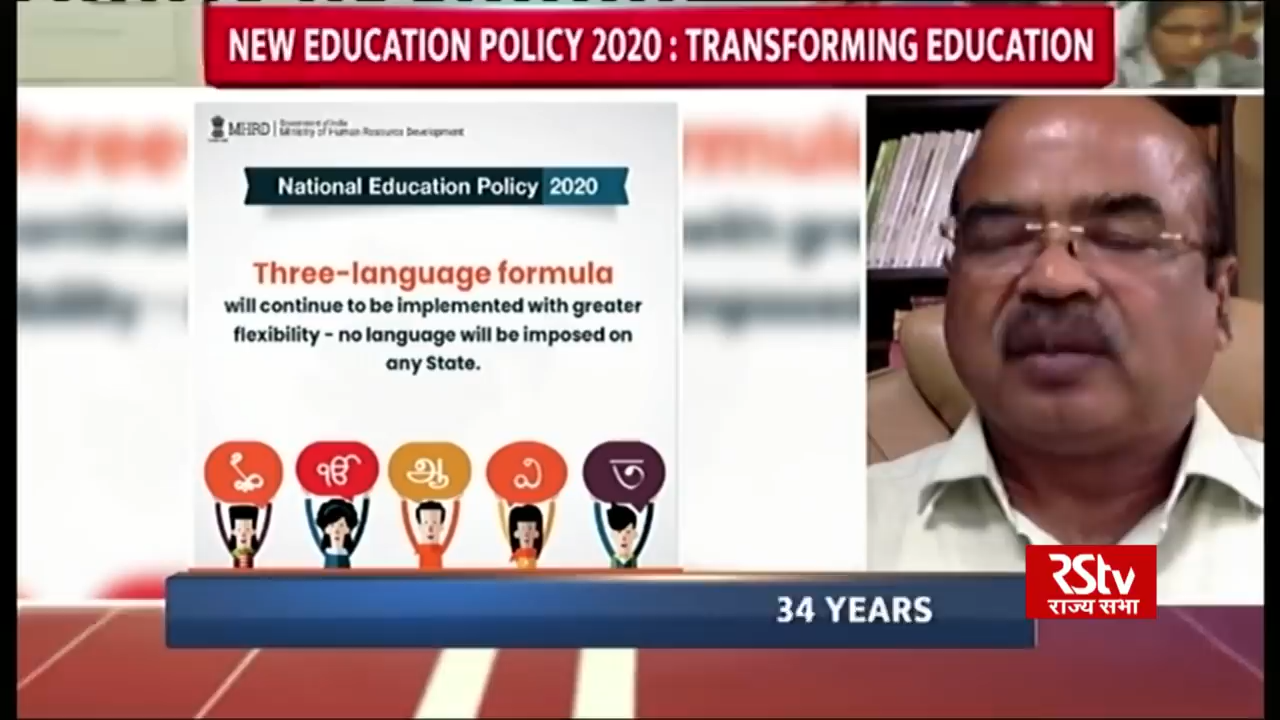 NEW EDUCATION POLICY 2020 : TRANSFORMING EDUCATION
MHRD
Government of India
Ministry of Human Resource Development
National Education Policy 2020
Three-language formula
will continue to be implemented with greater
flexibility - no language will be imposed on
any State.
ੴ ஆ ఎ
34 YEARS
RStv
राज्य सभा